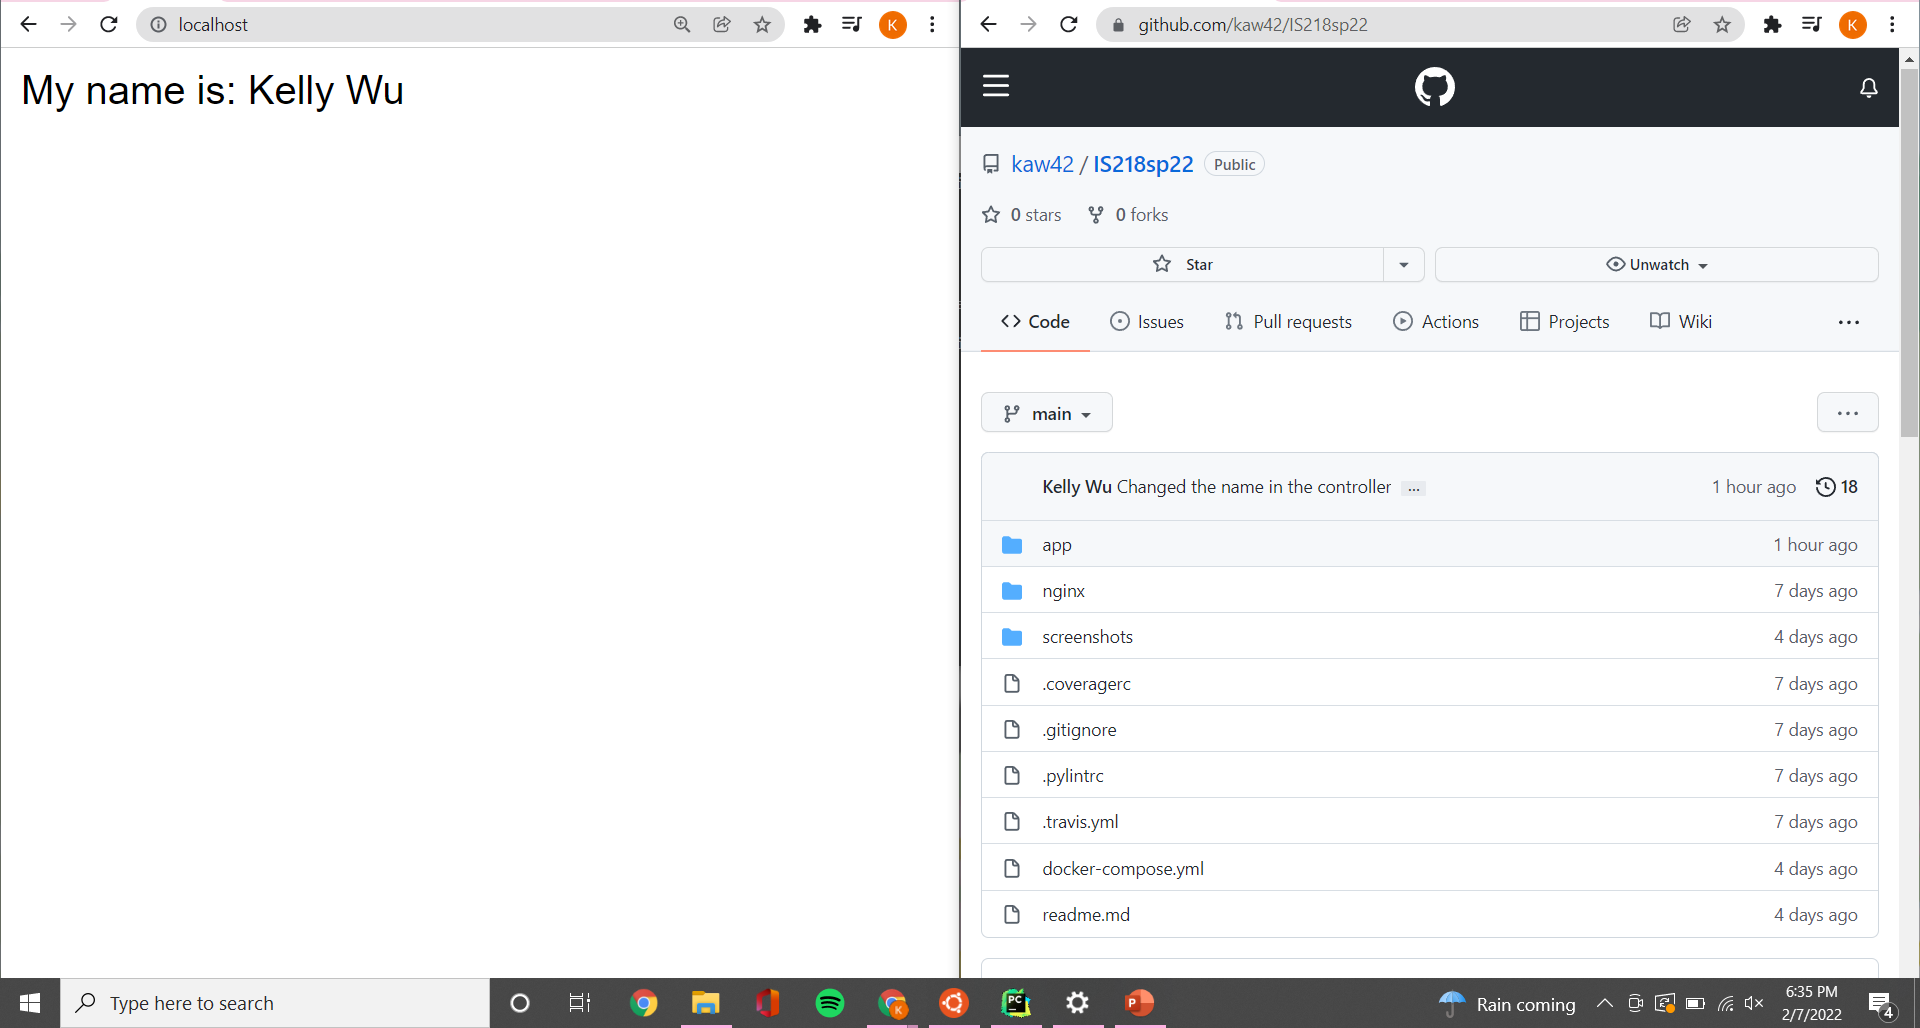 localhost
My name is: Kelly Wu
github.com/kaw42/IS218sp22
kaw42 / IS218sp22 Public
0 stars 0 forks
Star Unwatch
Code Issues Pull requests Actions Projects Wiki
main
Kelly Wu Changed the name in the controller ... 1 hour ago 18
app 1 hour ago
nginx 7 days ago
screenshots 4 days ago
.coveragerc 7 days ago
.gitignore 7 days ago
.pylintrc 7 days ago
.travis.yml 7 days ago
docker-compose.yml 4 days ago
readme.md 4 days ago
Type here to search
Rain coming
6:35 PM
2/7/2022
4
K
K
K
PC
P